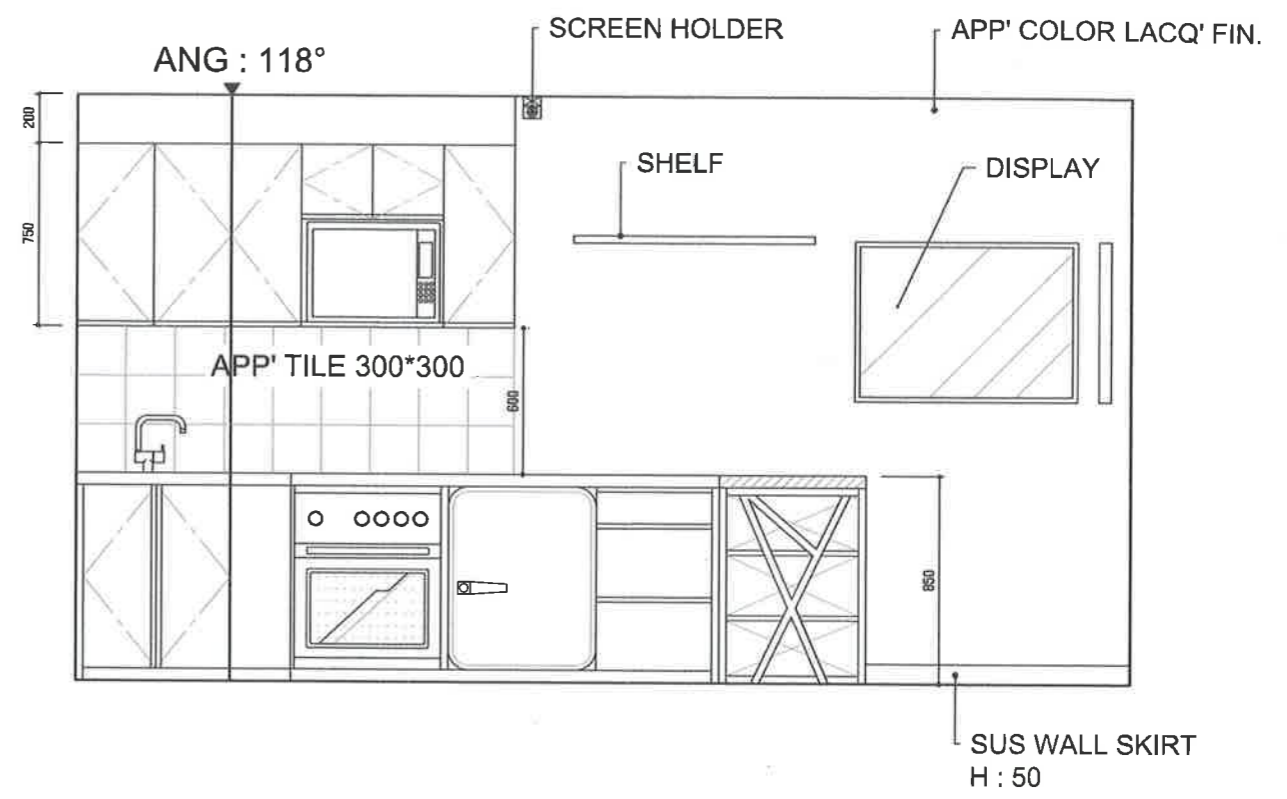 SCREEN HOLDER
APP' COLOR LACQ' FIN.
ANG : 118°
200
SHELF
DISPLAY
750
APP' TILE 300*300
600
850
SUS WALL SKIRT
H : 50